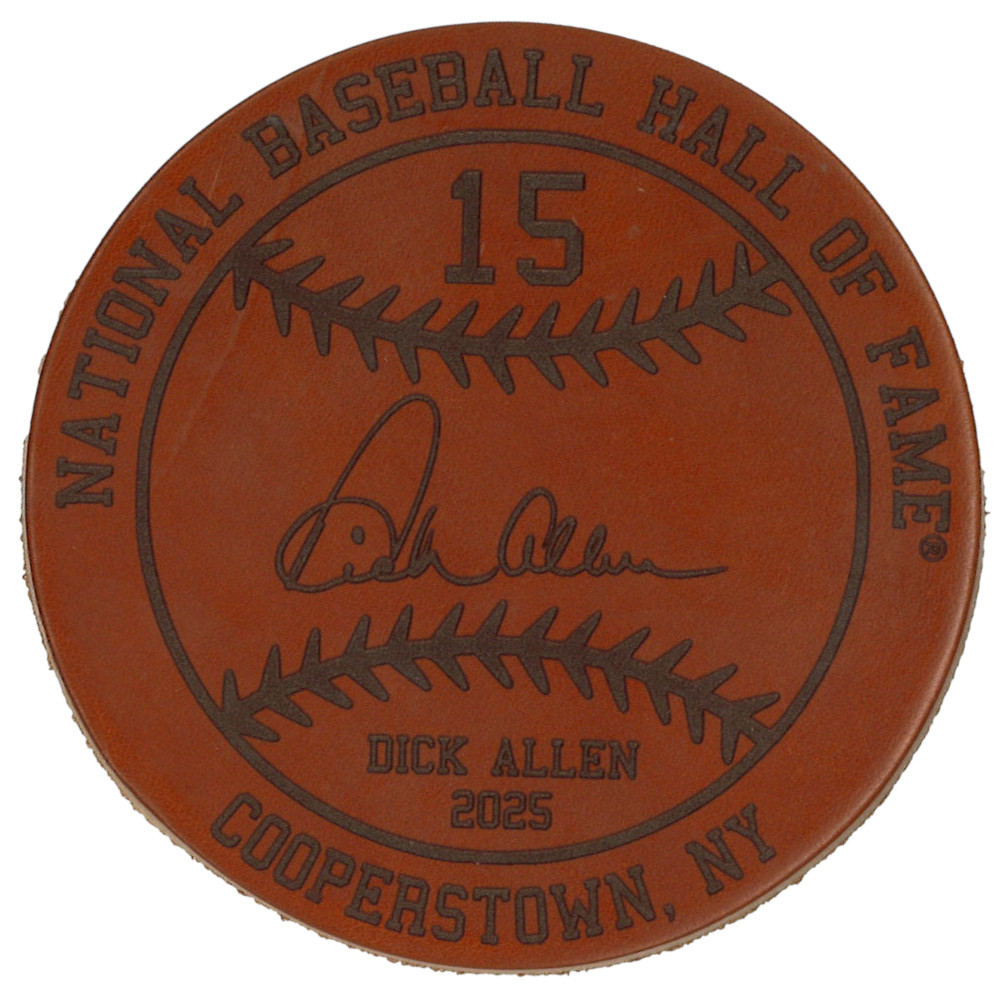 NATIONAL BASEBALL HALL OF FAME®
15
Dick Allen
DICK ALLEN
2025
COOPERSTOWN, NY